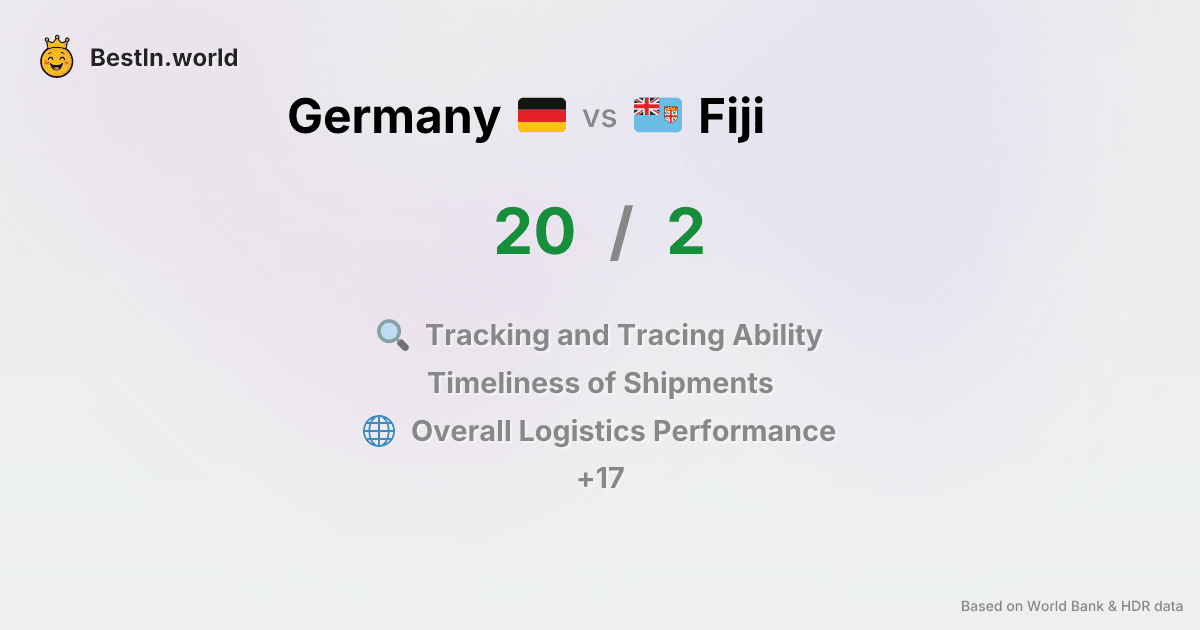 BestIn.world
Germany vs Fiji
20 / 2
Tracking and Tracing Ability
Timeliness of Shipments
Overall Logistics Performance
+17
Based on World Bank & HDR data